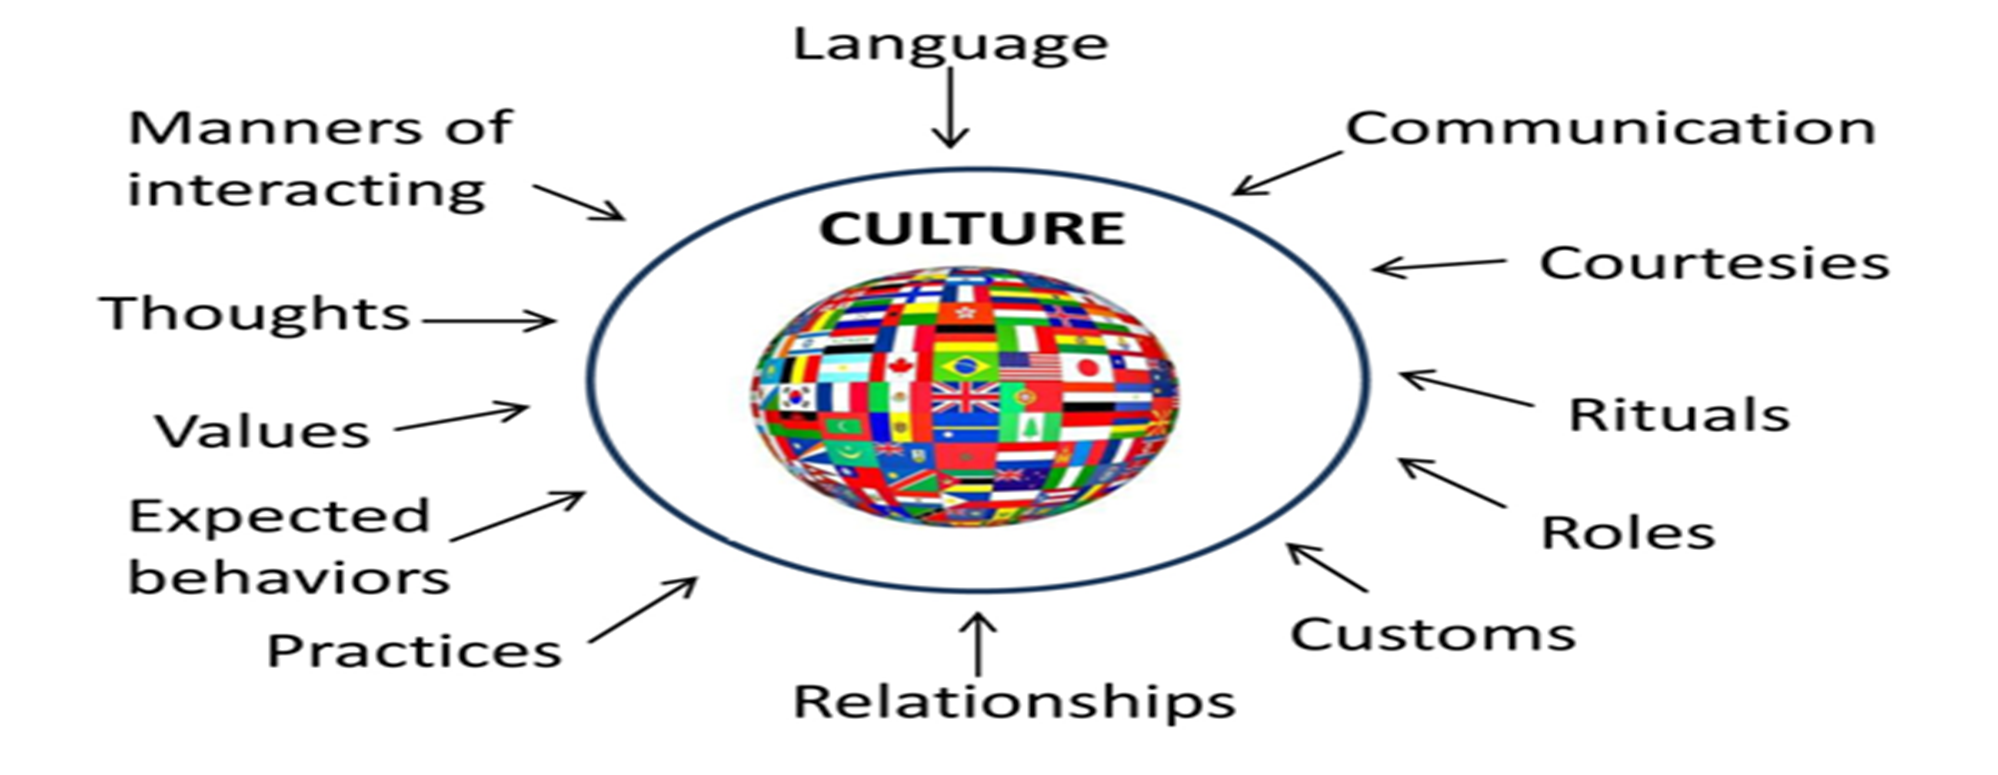 Language
Manners of
interacting
Communication
CULTURE
Courtesies
Thoughts
Values
Rituals
Expected
behaviors
Roles
Practices
Customs
Relationships